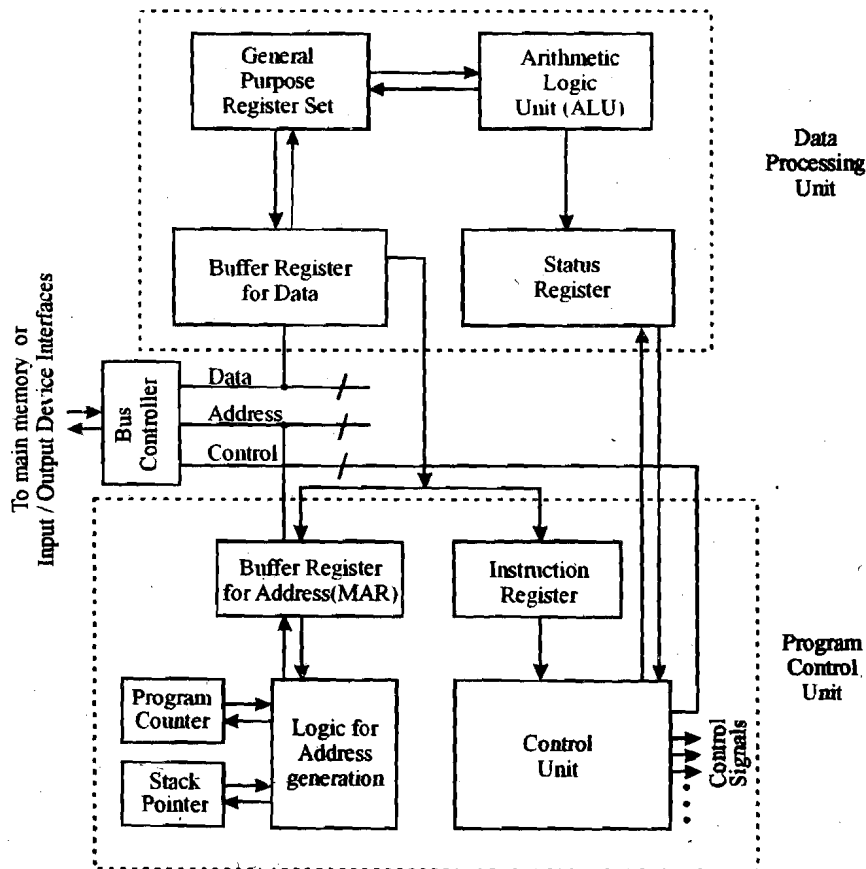 General
Purpose
Register Set
Arithmetic
Logic
Unit (ALU)
Data
Processing
Unit
Buffer Register
for Data
Status
Register
To main memory or
Input / Output Device Interfaces
Bus
Controller
Data
Address
Control
Buffer Register
for Address(MAR)
Instruction
Register
Program
Control
Unit
Program
Counter
Stack
Pointer
Logic for
Address
generation
Control
Unit
Control
Signals